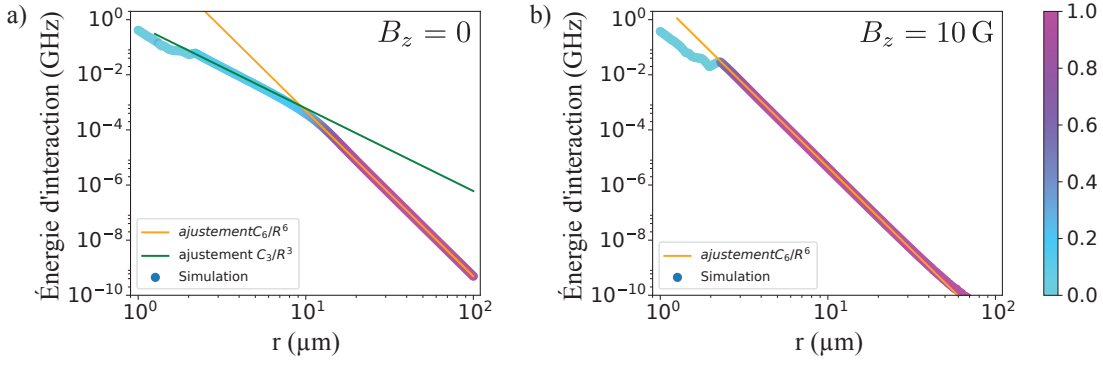 a)
B_z = 0
Énergie d'interaction (GHz)
10^0
10^-2
10^-4
10^-6
10^-8
10^-10
ajustementC_6/R^6
ajustement C_3/R^3
Simulation
10^0
10^1
10^2
r (µm)
b)
B_z = 10 G
Énergie d'interaction (GHz)
10^0
10^-2
10^-4
10^-6
10^-8
10^-10
ajustementC_6/R^6
Simulation
10^0
10^1
10^2
r (µm)
1.0
0.8
0.6
0.4
0.2
0.0